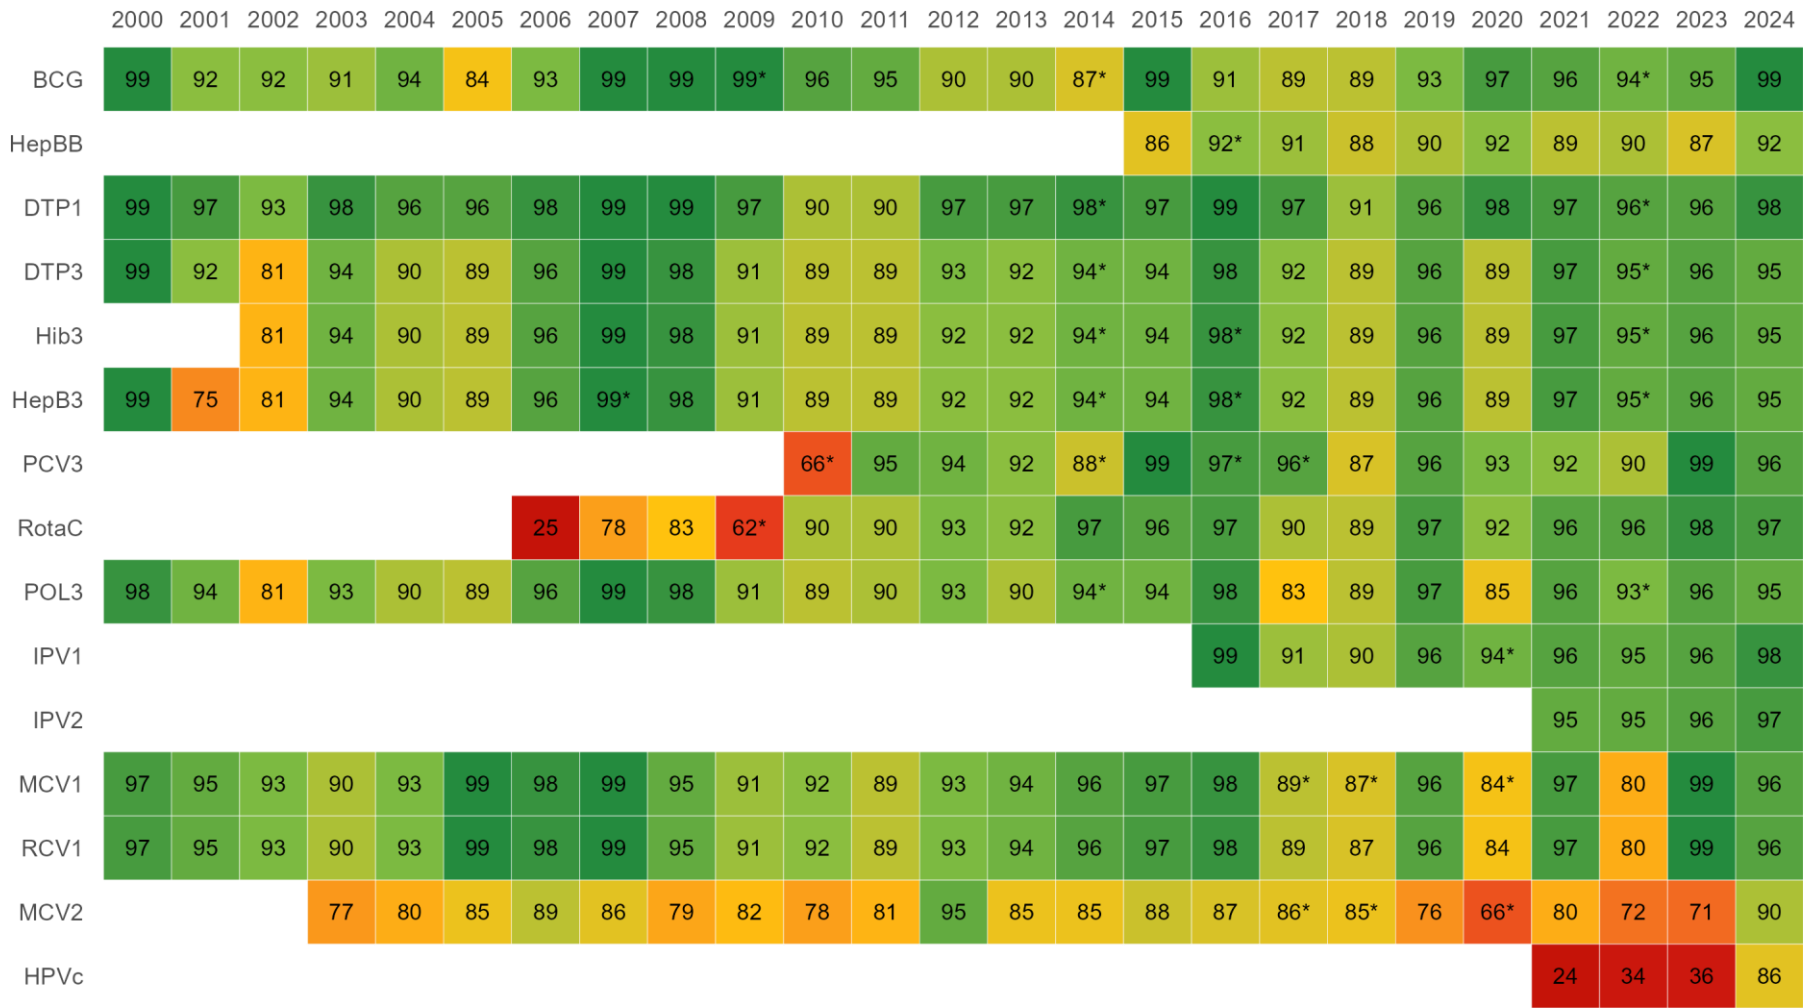 2000 2001 2002 2003 2004 2005 2006 2007 2008 2009 2010 2011 2012 2013 2014 2015 2016 2017 2018 2019 2020 2021 2022 2023 2024
BCG 99 92 92 91 94 84 93 99 99 99* 96 95 90 90 87* 99 91 89 89 93 97 96 94* 95 99
HepBB 86 92* 91 88 90 92 89 90 87 92
DTP1 99 97 93 98 96 96 98 99 99 97 90 90 97 97 98* 97 99 97 91 96 98 97 96* 96 98
DTP3 99 92 81 94 90 89 96 99 98 91 89 89 93 92 94* 94 98 92 89 96 89 97 95* 96 95
Hib3 81 94 90 89 96 99 98 91 89 89 92 92 94* 94 98* 92 89 96 89 97 95* 96 95
HepB3 99 75 81 94 90 89 96 99* 98 91 89 89 92 92 94* 94 98* 92 89 96 89 97 95* 96 95
PCV3 66* 95 94 92 88* 99 97* 96* 87 96 93 92 90 99 96
RotaC 25 78 83 62* 90 90 93 92 97 96 97 90 89 97 92 96 96 98 97
POL3 98 94 81 93 90 89 96 99 98 91 89 90 93 90 94* 94 98 83 89 97 85 96 93* 96 95
IPV1 99 91 90 96 94* 96 95 96 98
IPV2 95 95 96 97
MCV1 97 95 93 90 93 99 98 99 95 91 92 89 93 94 96 97 98 89* 87* 96 84* 97 80 99 96
RCV1 97 95 93 90 93 99 98 99 95 91 92 89 93 94 96 97 98 89 87 96 84 97 80 99 96
MCV2 77 80 85 89 86 79 82 78 81 95 85 85 88 87 86* 85* 76 66* 80 72 71 90
HPVc 24 34 36 86